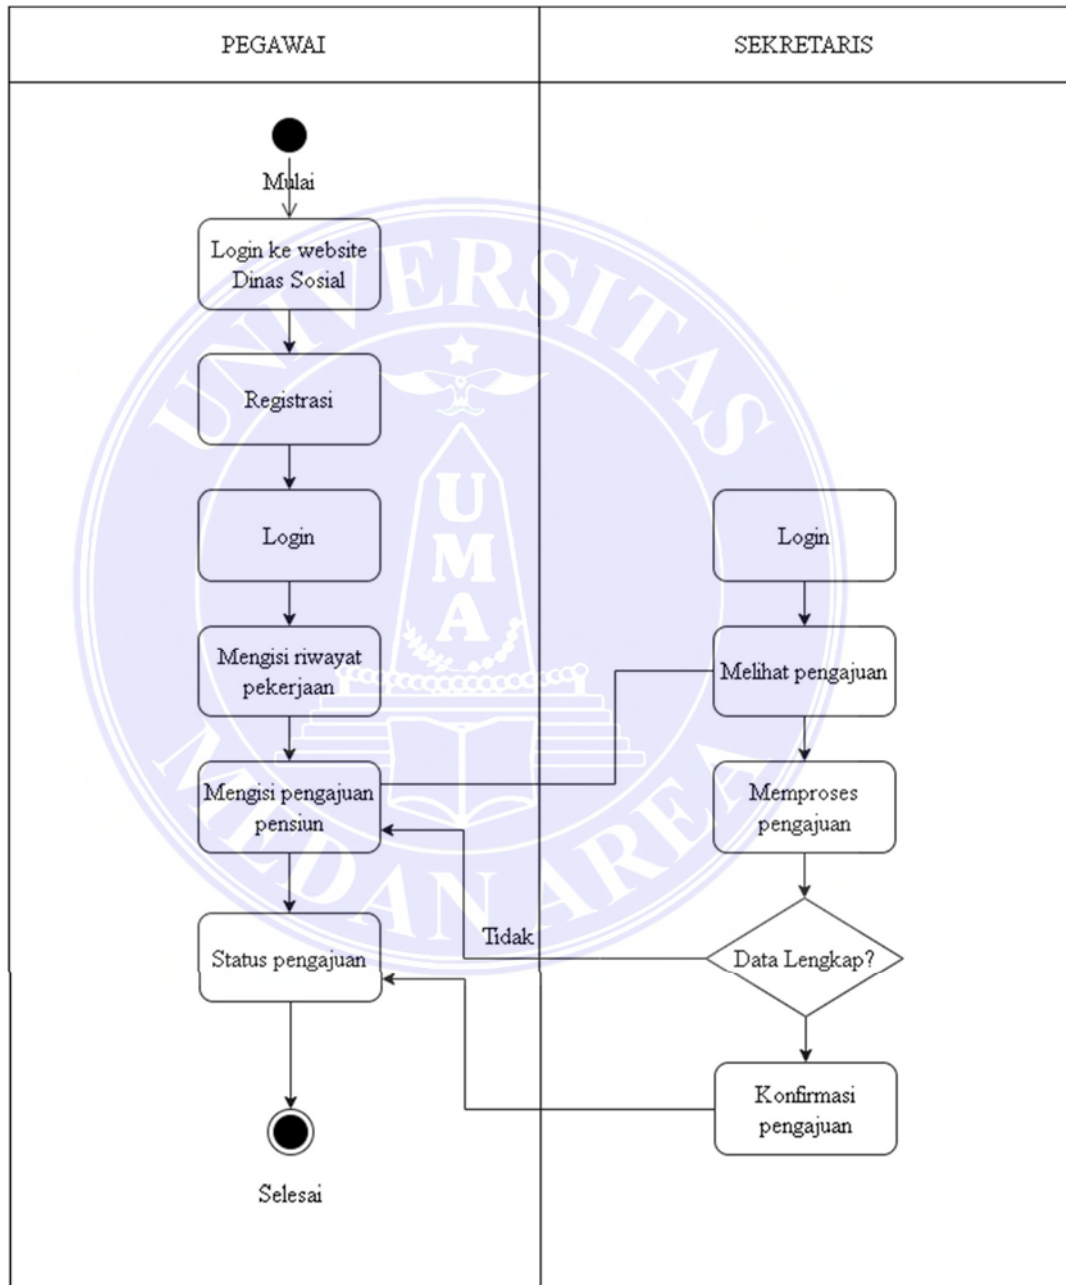 PEGAWAI
SEKRETARIS
Mulai
Login ke website
Dinas Sosial
Registrasi
Login
Mengisi riwayat
pekerjaan
Mengisi pengajuan
pensiun
Status pengajuan
Selesai
Login
Melihat pengajuan
Memproses
pengajuan
Data Lengkap?
Tidak
Konfirmasi
pengajuan
UNIVERSITAS
MEDAN AREA
UMA